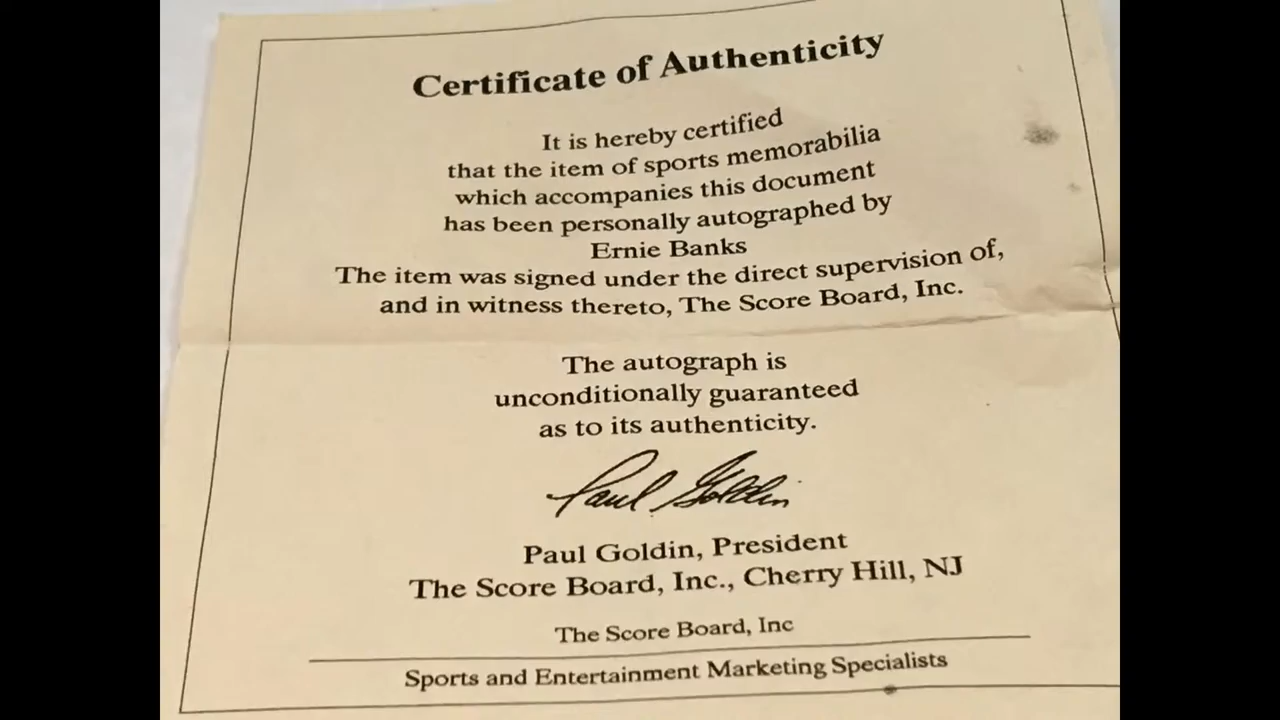 Certificate of Authenticity
It is hereby certified
that the item of sports memorabilia
which accompanies this document
has been personally autographed by
Ernie Banks
The item was signed under the direct supervision of,
and in witness thereto, The Score Board, Inc.
The autograph is
unconditionally guaranteed
as to its authenticity.
Paul Goldin
Paul Goldin, President
The Score Board, Inc., Cherry Hill, NJ
The Score Board, Inc
Sports and Entertainment Marketing Specialists